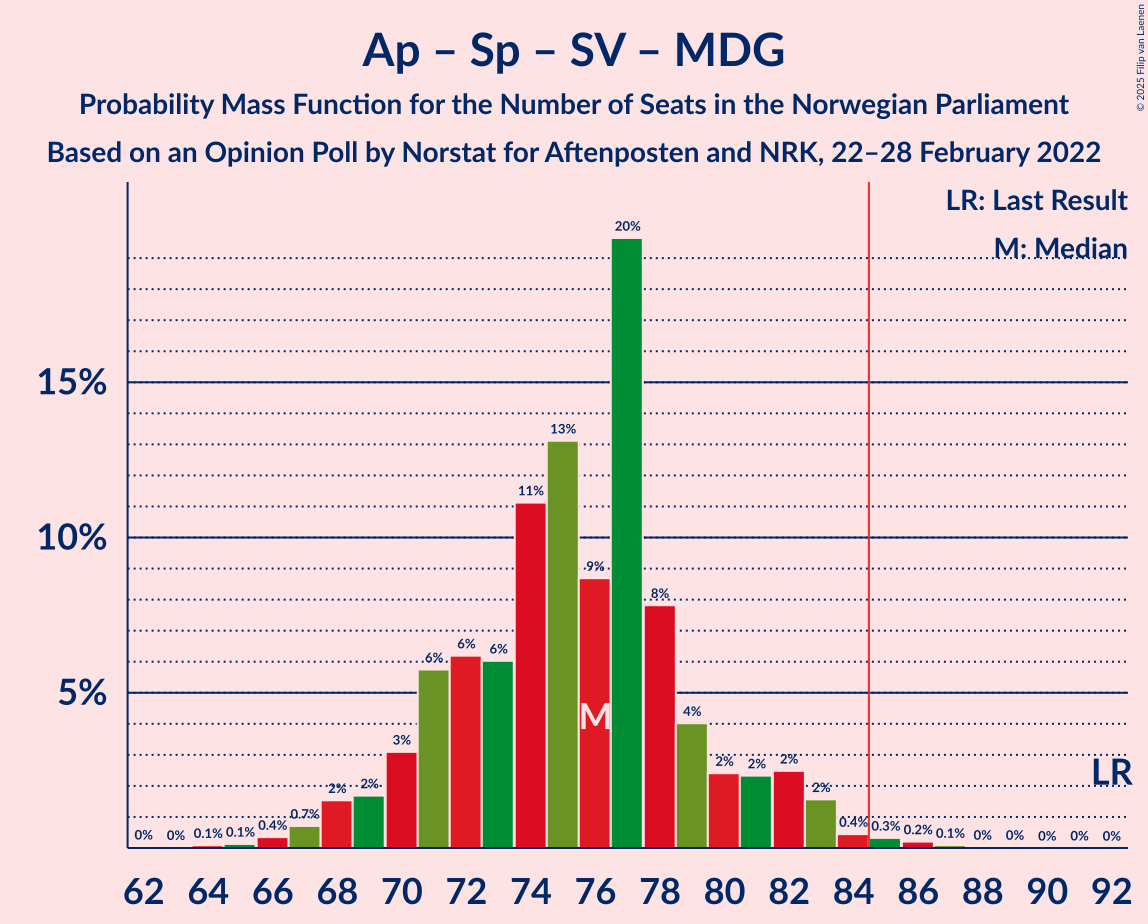 Ap – Sp – SV – MDG
Probability Mass Function for the Number of Seats in the Norwegian Parliament
Based on an Opinion Poll by Norstat for Aftenposten and NRK, 22–28 February 2022
© 2025 Filip van Laenen
LR: Last Result
M: Median
15%
10%
5%
0% 0% 0.1% 0.1% 0.4% 0.7% 2% 2% 3% 6% 6% 6% 11% 13% 9% 20% 8% 4% 2% 2% 2% 2% 0.4% 0.3% 0.2% 0.1% 0% 0% 0% 0% 0%
M
LR
62 64 66 68 70 72 74 76 78 80 82 84 86 88 90 92